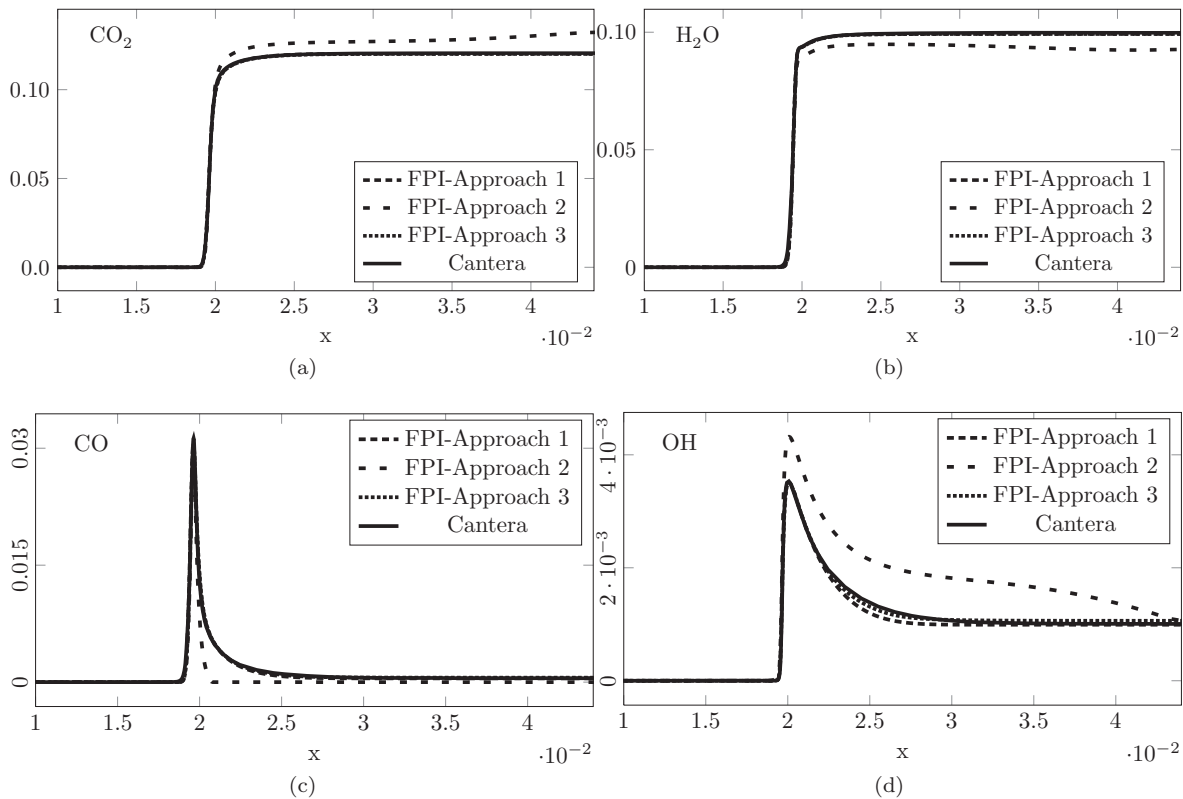 CO₂
0.10
0.05
0.0
FPI-Approach 1
FPI-Approach 2
FPI-Approach 3
Cantera
1 1.5 2 2.5 3 3.5 4
x
·10⁻²
(a)
H₂O
0.10
0.05
0
FPI-Approach 1
FPI-Approach 2
FPI-Approach 3
Cantera
1 1.5 2 2.5 3 3.5 4
x
·10⁻²
(b)
CO
0.03
0.015
0
FPI-Approach 1
FPI-Approach 2
FPI-Approach 3
Cantera
1 1.5 2 2.5 3 3.5 4
x
·10⁻²
(c)
OH
4 · 10⁻³
2 · 10⁻³
0
FPI-Approach 1
FPI-Approach 2
FPI-Approach 3
Cantera
1 1.5 2 2.5 3 3.5 4
x
·10⁻²
(d)